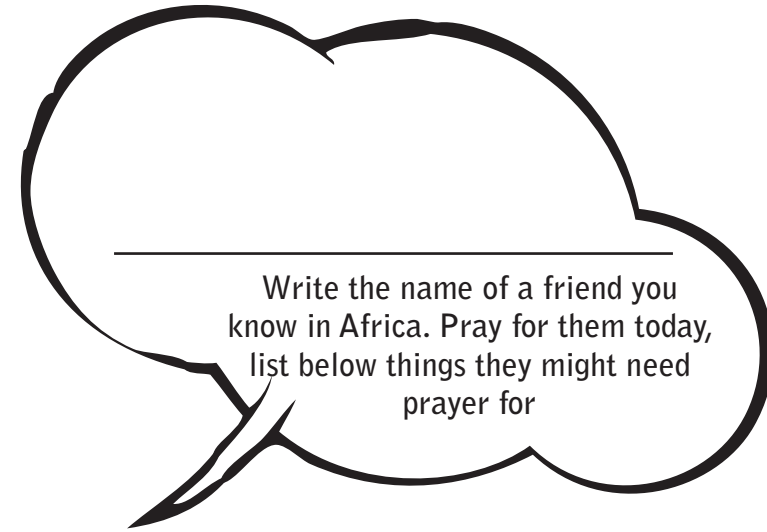 Write the name of a friend you
know in Africa. Pray for them today,
list below things they might need
prayer for